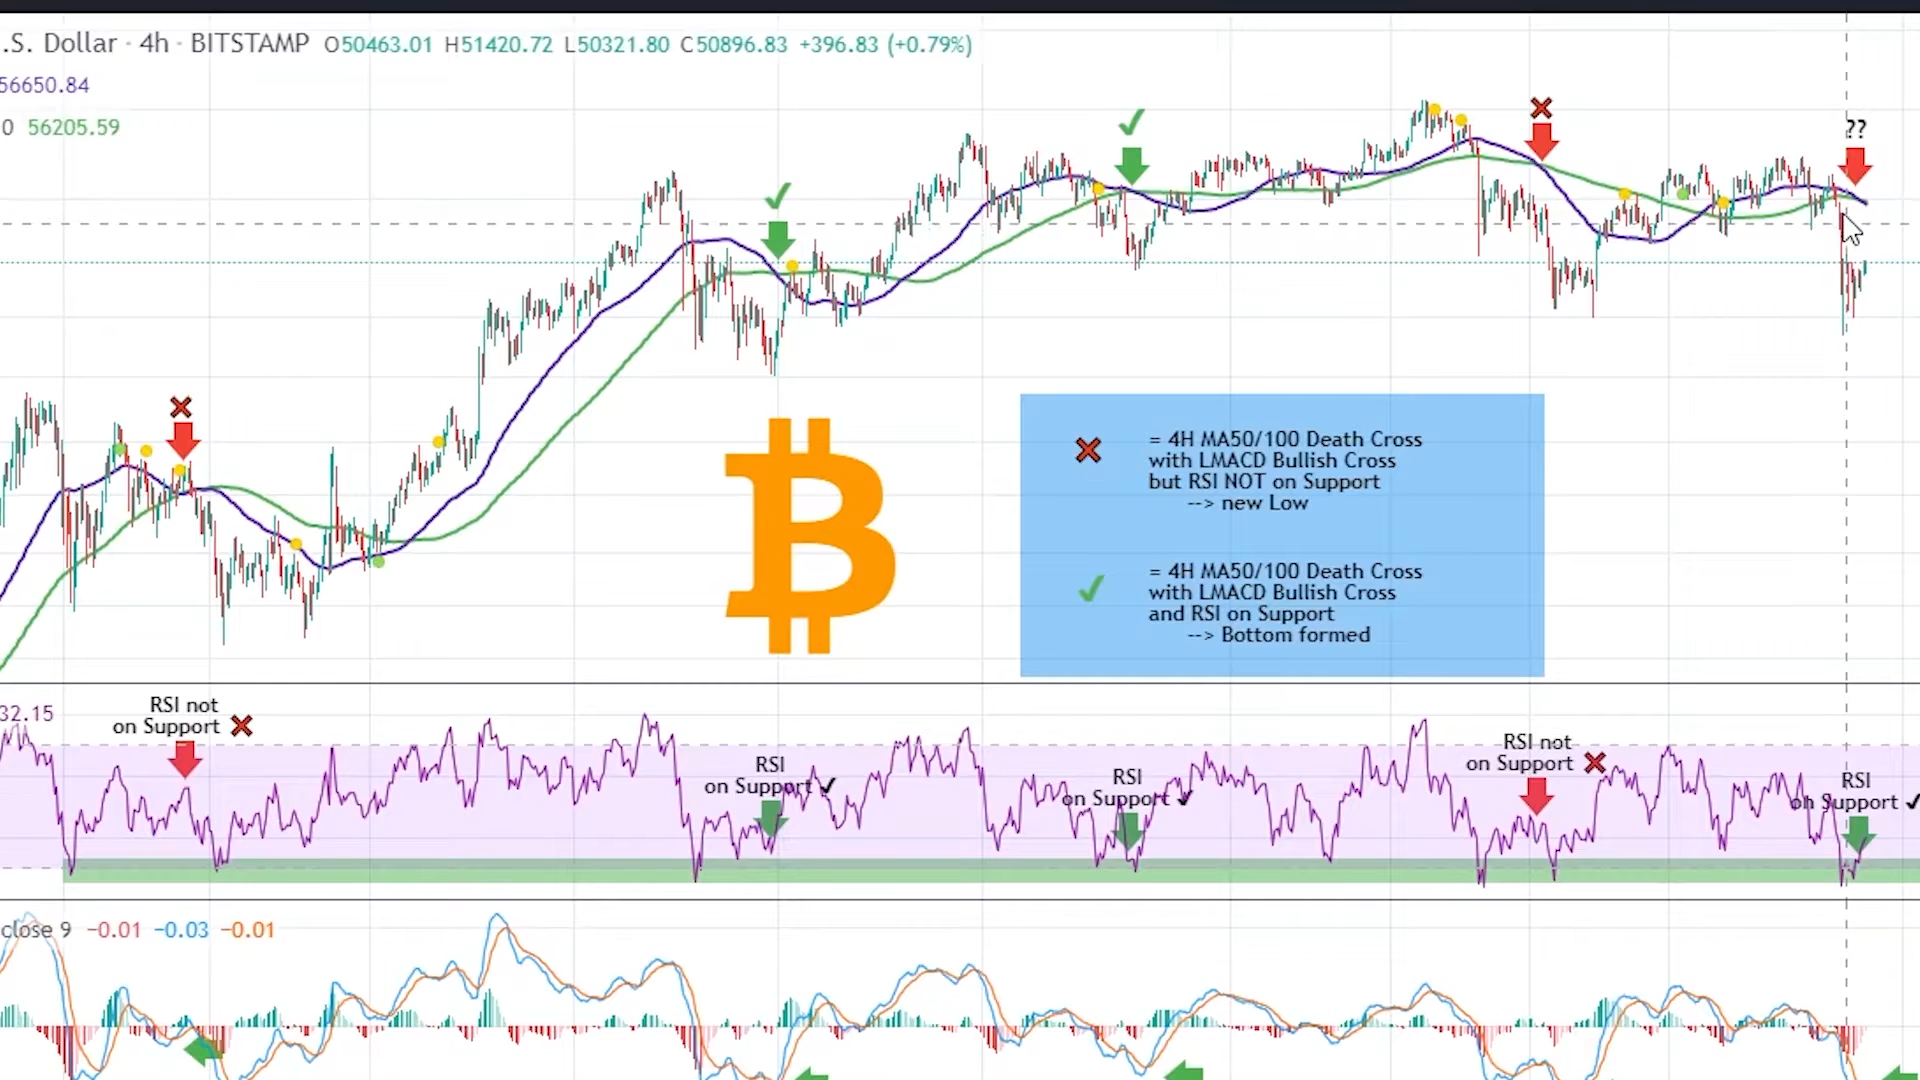 .S. Dollar · 4h · BITSTAMP O50463.01 H51420.72 L50321.80 C50896.83 +396.83 (+0.79%)
56650.84
0 56205.59
??
= 4H MA50/100 Death Cross
with LMACD Bullish Cross
but RSI NOT on Support
--> new Low
= 4H MA50/100 Death Cross
with LMACD Bullish Cross
and RSI on Support
--> Bottom formed
32.15
RSI not
on Support
RSI
on Support
RSI
on Support
RSI not
on Support
RSI
on Support
close 9 −0.01 −0.03 −0.01